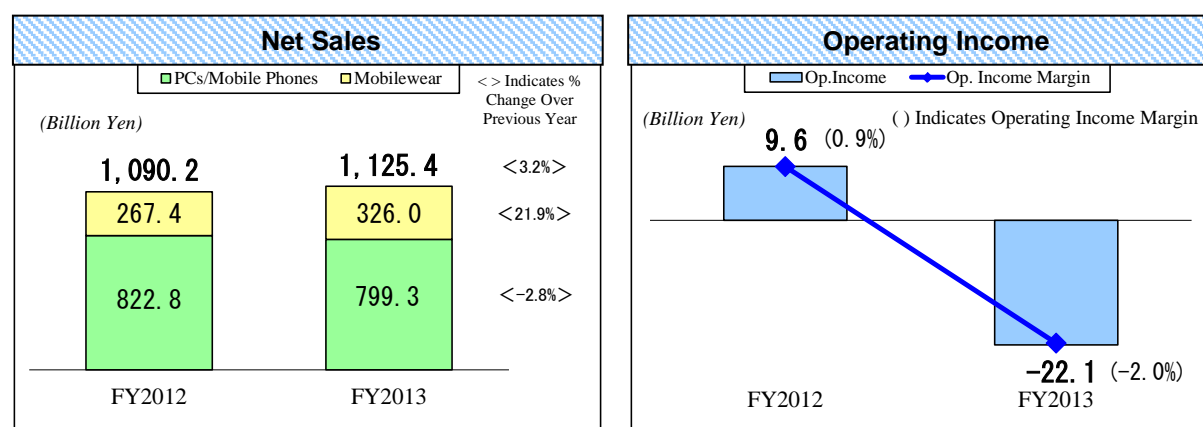 Net Sales
PCs/Mobile Phones Mobilewear
< > Indicates %
Change Over
Previous Year
(Billion Yen)
1,090.2 1,125.4 <3.2%>
267.4 326.0 <21.9%>
822.8 799.3 <-2.8%>
FY2012 FY2013
Operating Income
Op.Income Op. Income Margin
(Billion Yen) ( ) Indicates Operating Income Margin
9.6 (0.9%)
-22.1 (-2.0%)
FY2012 FY2013